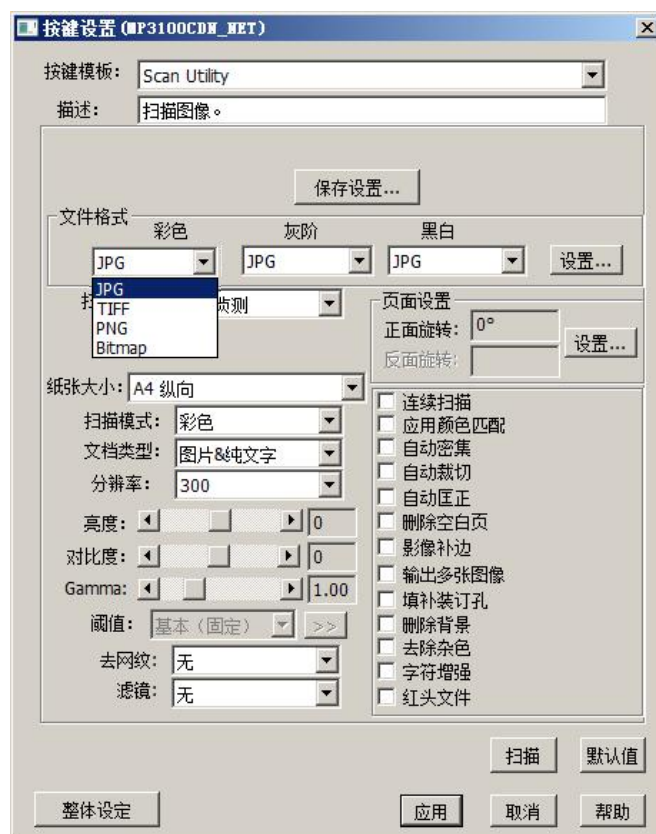 按键设置(MP3100CDN_NET)
按键模板： Scan Utility
描述： 扫描图像。
保存设置...
文件格式
彩色 灰阶 黑白
JPG JPG JPG 设置...
JPG
TIFF
PNG
Bitmap
侦测
页面设置
正面旋转： 0°
反面旋转：
设置...
纸张大小： A4 纵向
扫描模式： 彩色
文档类型： 图片&纯文字
分辨率： 300
亮度： 0
对比度： 0
Gamma: 1.00
阈值： 基本（固定） >>
去网纹： 无
滤镜： 无
连续扫描
应用颜色匹配
自动密集
自动裁切
自动匡正
删除空白页
影像补边
输出多张图像
填补装订孔
删除背景
去除杂色
字符增强
红头文件
扫描 默认值
整体设定 应用 取消 帮助